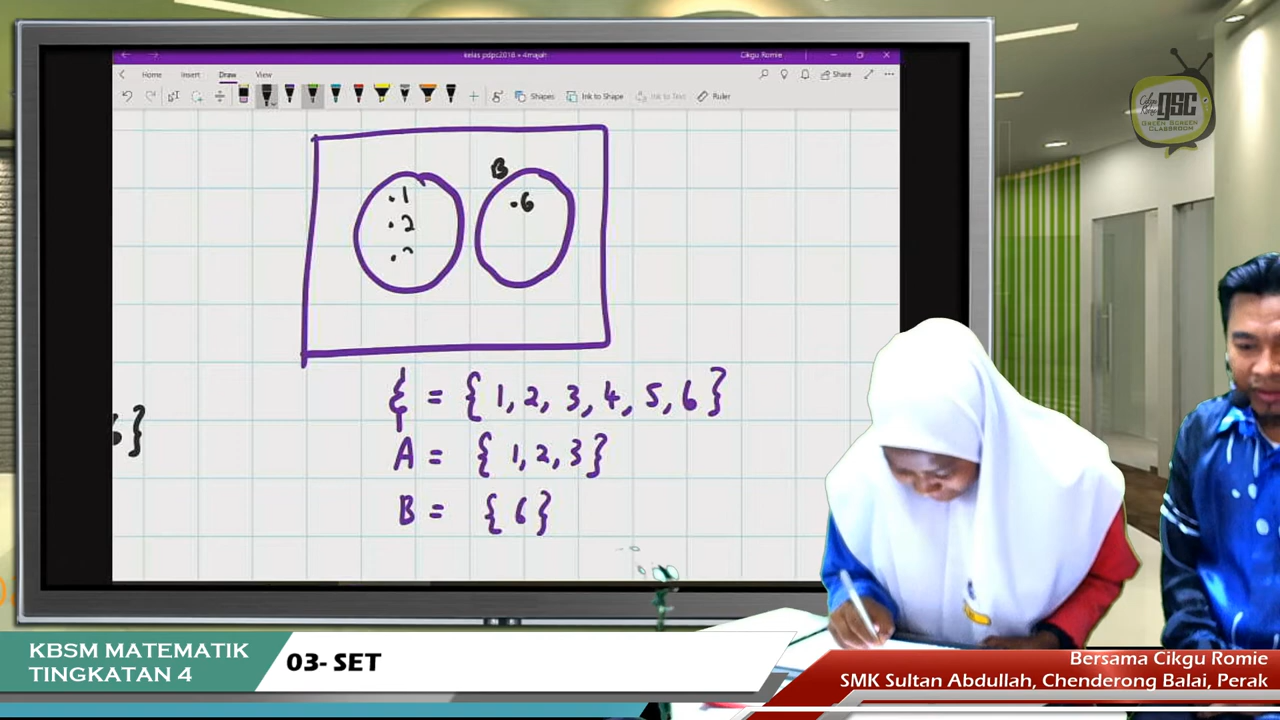 kelas pdpc2018 + 4majah
Cikgu Romie
Home Insert Draw View
Share
Shapes Ink to Shape Ink to Text Ruler
B
.1
.2
.6
ξ = { 1, 2, 3, 4, 5, 6 }
A = { 1, 2, 3 }
B = { 6 }
}
gsc
GREEN SCREEN
CLASSROOM
KBSM MATEMATIK
TINGKATAN 4
03- SET
Bersama Cikgu Romie
SMK Sultan Abdullah, Chenderong Balai, Perak